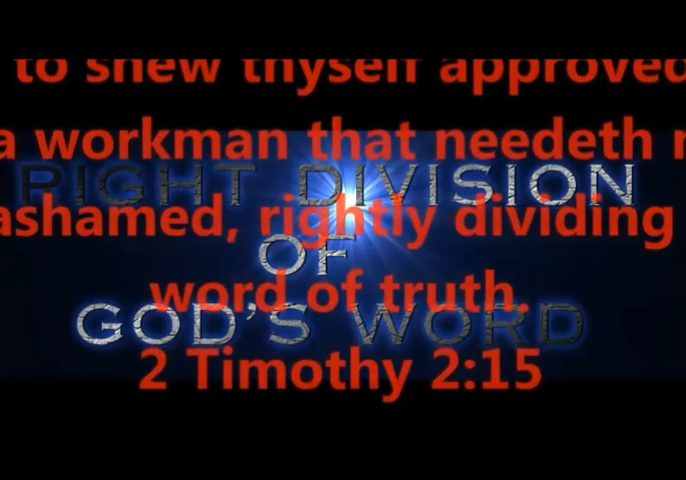 to shew thyself approved
a workman that needeth
RIGHT DIVISION
ashamed, rightly dividing
OF
word of truth.
GOD'S WORD
2 Timothy 2:15